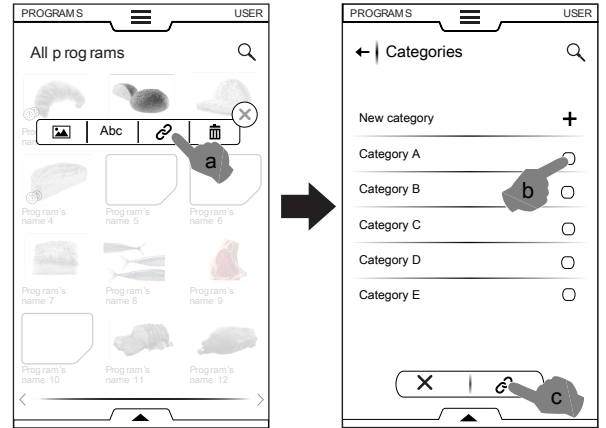 PROGRAMS USER
All p rog rams
Abc
a
Program's name 4
Program's name 5
Program's name 6
Program's name 7
Program's name 8
Program's name 9
Program's name 10
Program's name 11
Program's name 12
PROGRAMS USER
Categories
New category
Category A
b
Category B
Category C
Category D
Category E
c